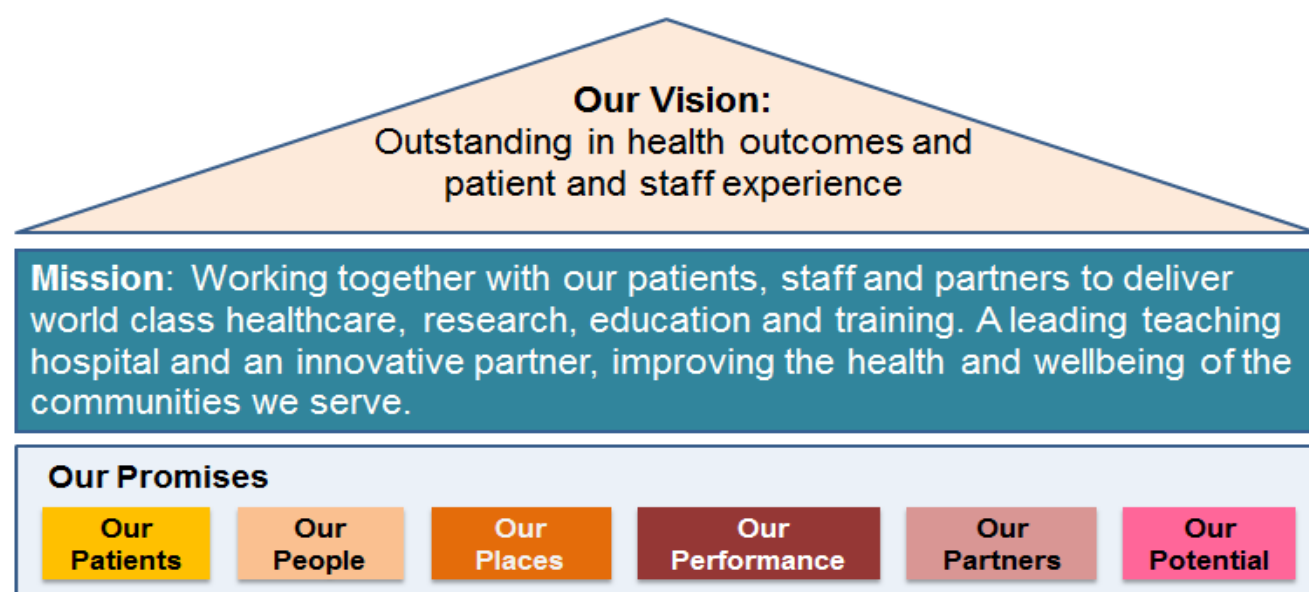 Our Vision:
Outstanding in health outcomes and
patient and staff experience
Mission: Working together with our patients, staff and partners to deliver
world class healthcare, research, education and training. A leading teaching
hospital and an innovative partner, improving the health and wellbeing of the
communities we serve.
Our Promises
Our
Patients
Our
People
Our
Places
Our
Performance
Our
Partners
Our
Potential